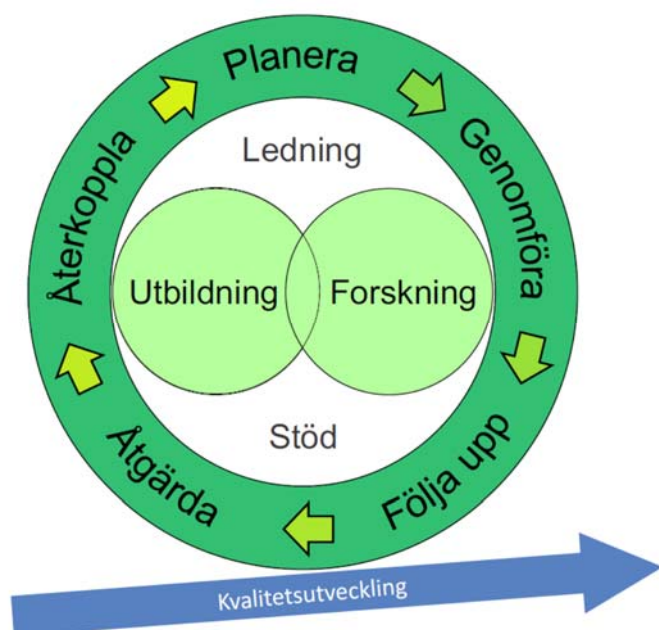 Planera
Genomföra
Följa upp
Åtgärda
Återkoppla
Ledning
Utbildning
Forskning
Stöd
Kvalitetsutveckling